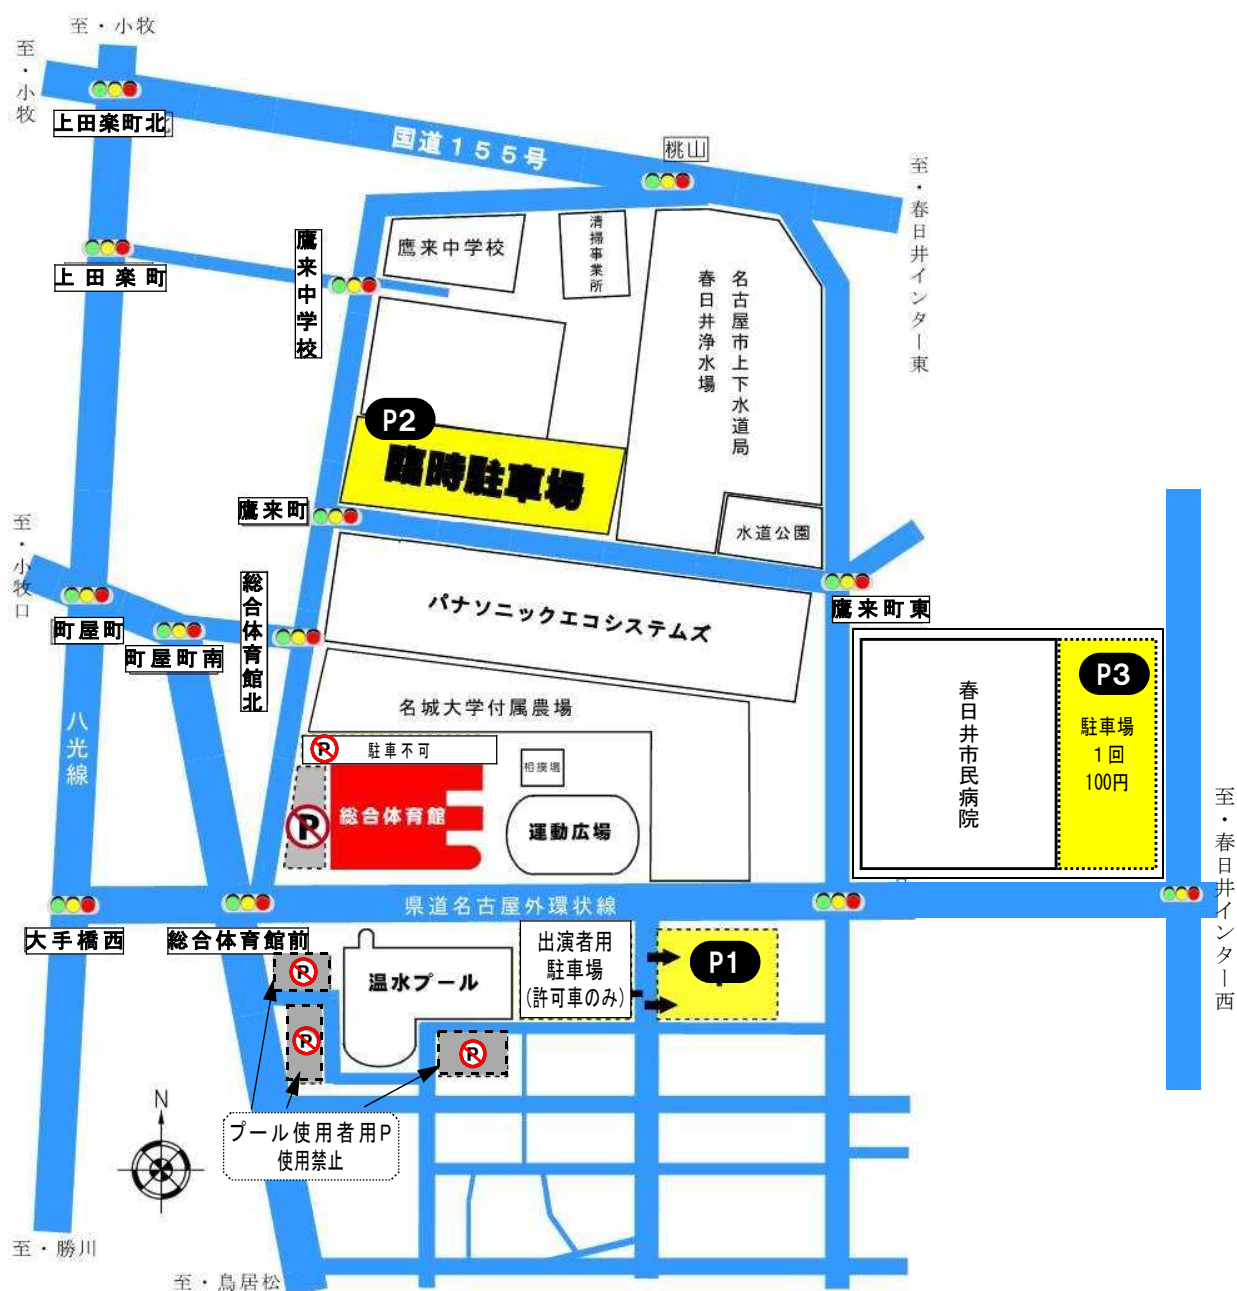 至・小牧
至・小牧
上田楽町北
国道１５５号
桃山
至・春日井インター東
上田楽町
鷹来中学校
鷹来中学校
清掃事業所
名古屋市上下水道局
春日井浄水場
P2
臨時駐車場
鷹来町
水道公園
至・小牧口
町屋町
町屋町南
総合体育館北
パナソニックエコシステムズ
鷹来町東
八光線
名城大学付属農場
P
駐車不可
相撲場
P
総合体育館
運動広場
春日井市民病院
P3
駐車場
1回
100円
至・春日井インター西
県道名古屋外環状線
大手橋西
総合体育館前
出演者用
駐車場
(許可車のみ)
P1
温水プール
P
P
P
プール使用者用P
使用禁止
N
至・勝川
至・鳥居松